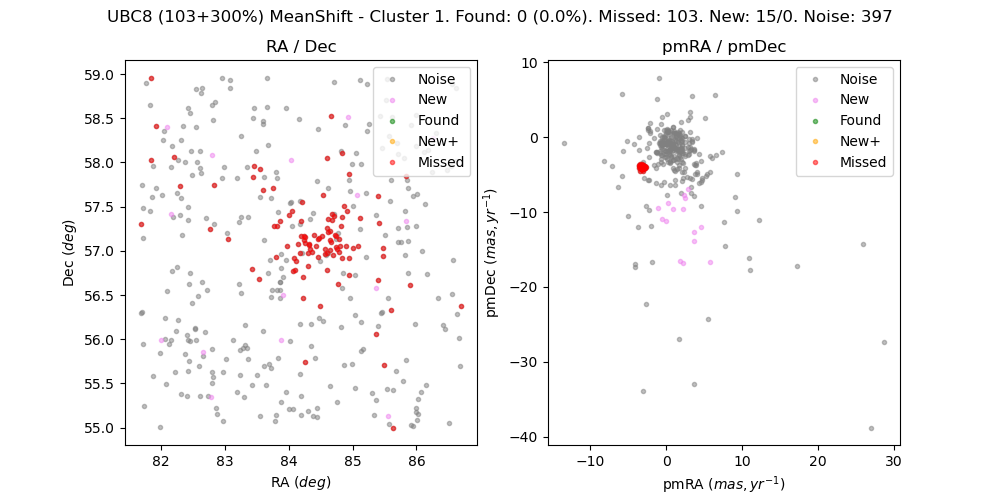 UBC8 (103+300%) MeanShift - Cluster 1. Found: 0 (0.0%). Missed: 103. New: 15/0. Noise: 397
RA / Dec
59.0
58.5
58.0
57.5
57.0
56.5
56.0
55.5
55.0
Dec (deg)
82 83 84 85 86
RA (deg)
Noise
New
Found
New+
Missed
pmRA / pmDec
10
0
−10
−20
−30
−40
pmDec (mas, yr⁻¹)
−10 0 10 20 30
pmRA (mas, yr⁻¹)
Noise
New
Found
New+
Missed